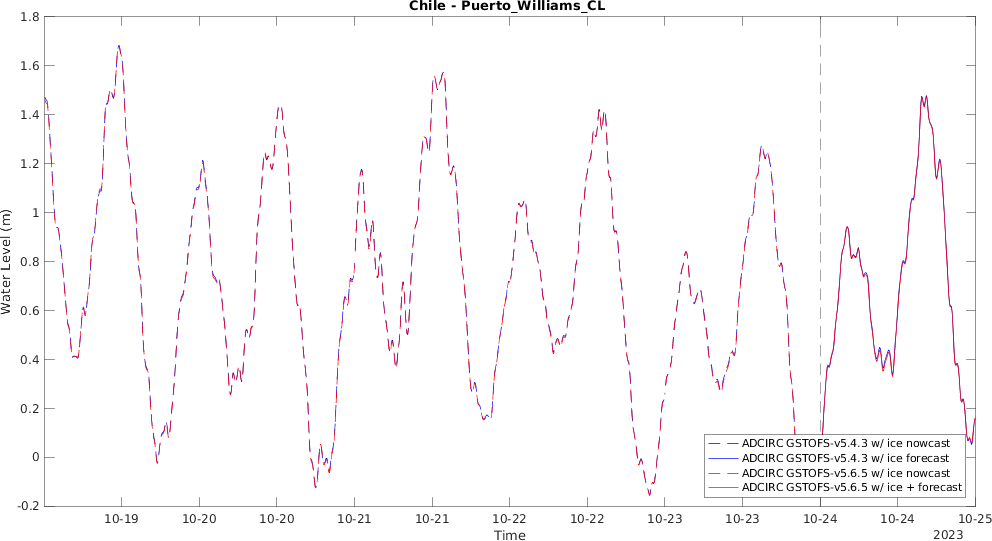 Chile - Puerto_Williams_CL
1.8
1.6
1.4
1.2
1
0.8
0.6
0.4
0.2
0
-0.2
Water Level (m)
ADCIRC GSTOFS-v5.4.3 w/ ice nowcast
ADCIRC GSTOFS-v5.4.3 w/ ice forecast
ADCIRC GSTOFS-v5.6.5 w/ ice nowcast
ADCIRC GSTOFS-v5.6.5 w/ ice + forecast
10-19 10-20 10-20 10-21 10-21 10-22 10-22 10-23 10-23 10-24 10-24 10-25
Time
2023